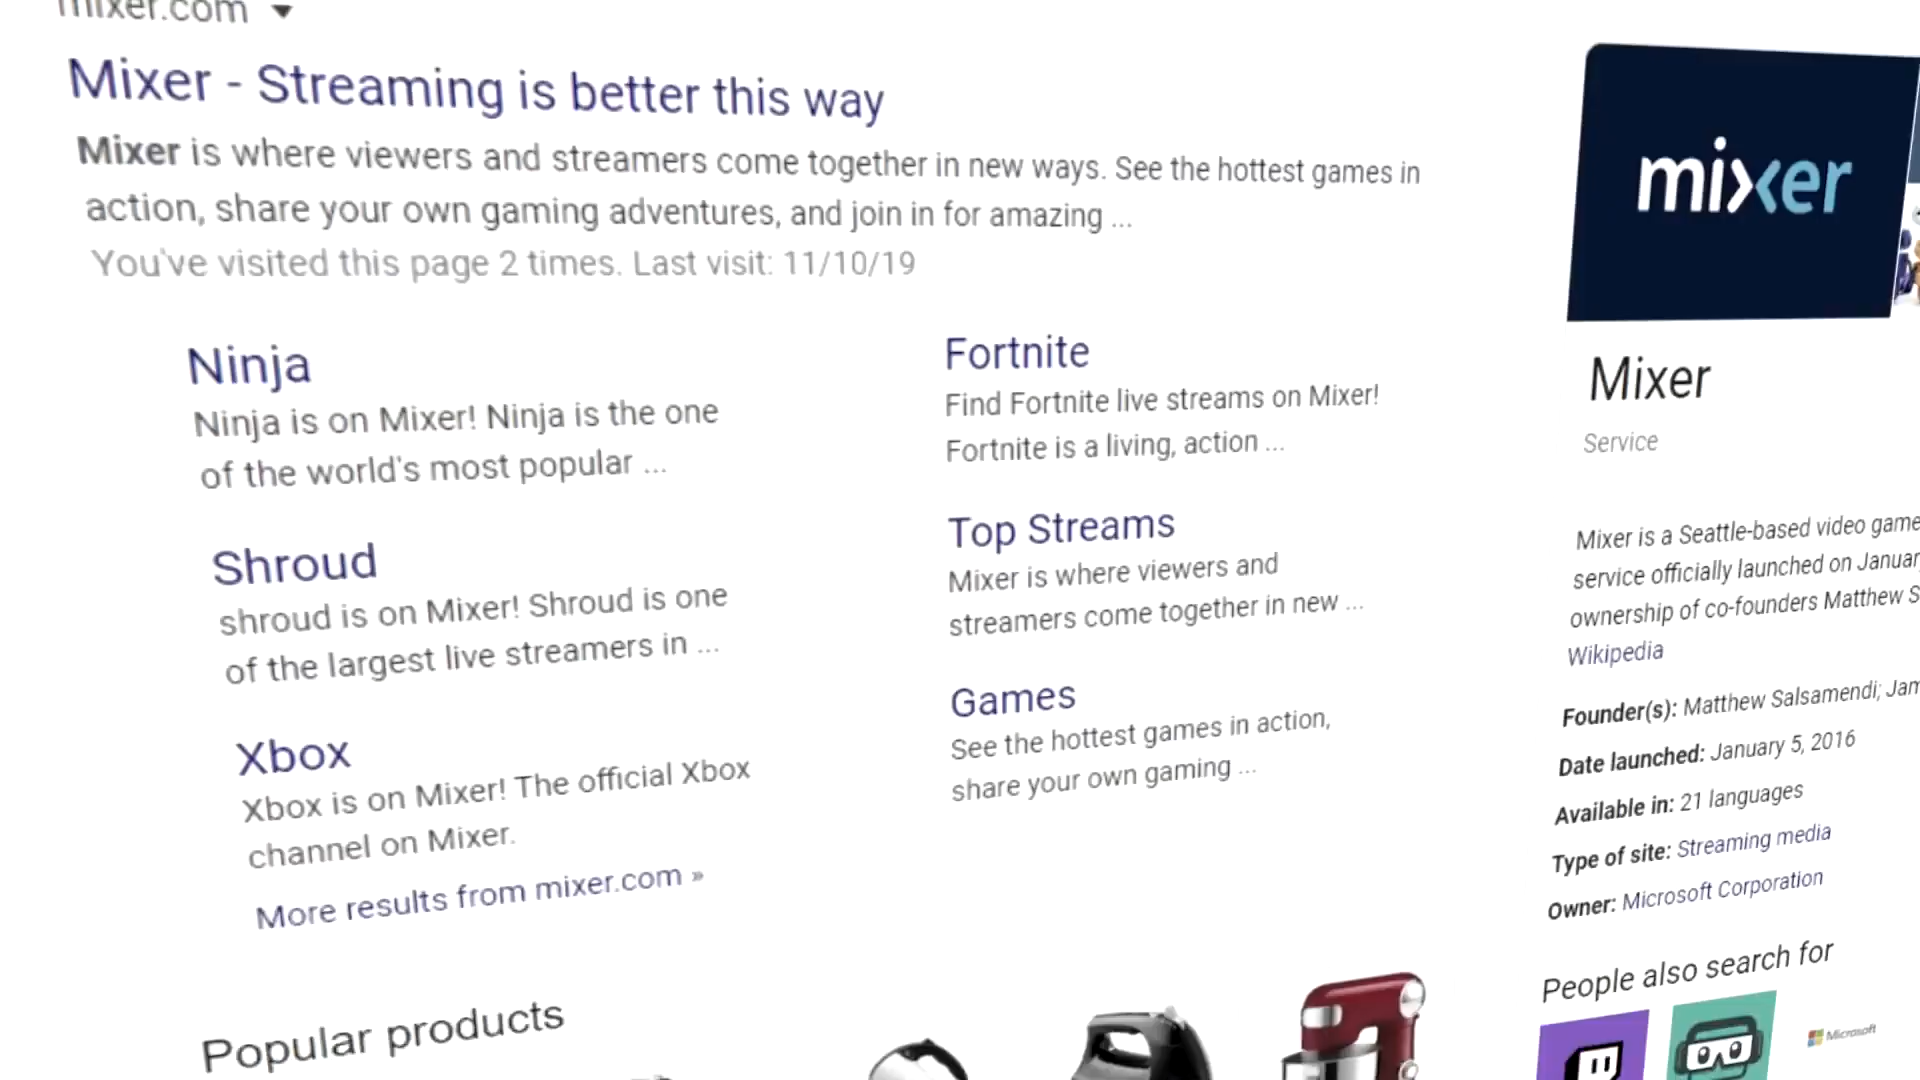 mixer.com
Mixer - Streaming is better this way
Mixer is where viewers and streamers come together in new ways. See the hottest games in
action, share your own gaming adventures, and join in for amazing ...
You've visited this page 2 times. Last visit: 11/10/19
Ninja
Ninja is on Mixer! Ninja is the one
of the world's most popular ...
Shroud
shroud is on Mixer! Shroud is one
of the largest live streamers in ...
Xbox
Xbox is on Mixer! The official Xbox
channel on Mixer.
More results from mixer.com »
Fortnite
Find Fortnite live streams on Mixer!
Fortnite is a living, action ...
Top Streams
Mixer is where viewers and
streamers come together in new ...
Games
See the hottest games in action,
share your own gaming ...
Popular products
mixer
Mixer
Service
Mixer is a Seattle-based video game
service officially launched on Januar
ownership of co-founders Matthew S
Wikipedia
Founder(s): Matthew Salsamendi; Jam
Date launched: January 5, 2016
Available in: 21 languages
Type of site: Streaming media
Owner: Microsoft Corporation
People also search for
Microsoft